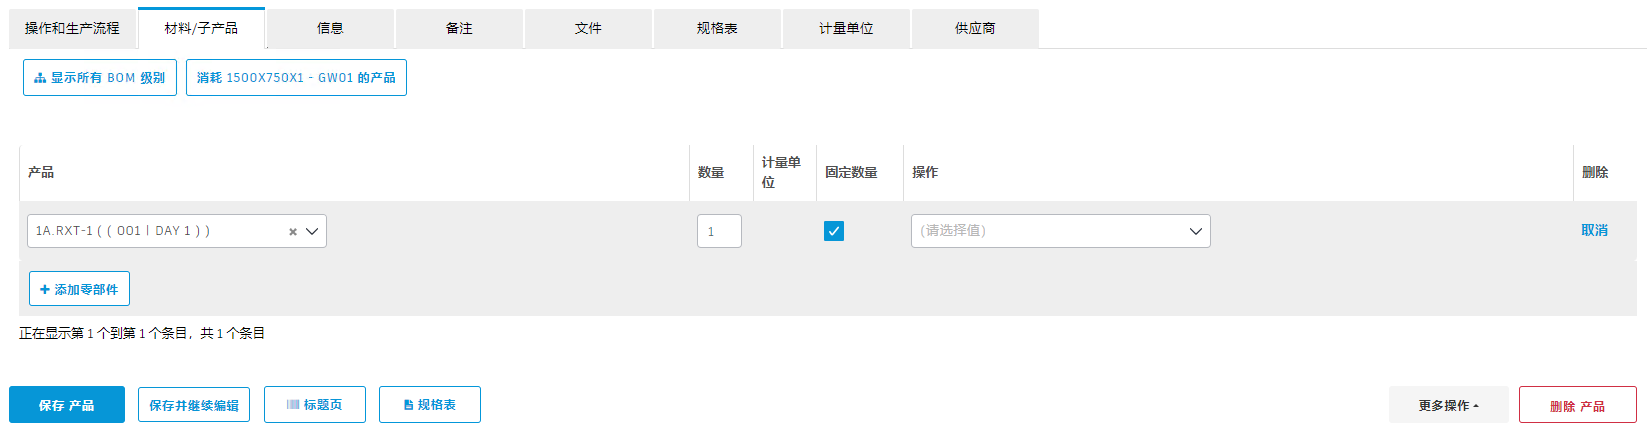 操作和生产流程 材料/子产品 信息 备注 文件 规格表 计量单位 供应商
显示所有 BOM 级别 消耗 1500X750X1 - GW01 的产品
产品 数量 计量单位 固定数量 操作 删除
1A.RXT-1 ( ( 001 | DAY 1 ) ) 1 (请选择值) 取消
添加零部件
正在显示第 1 个到第 1 个条目，共 1 个条目
保存 产品 保存并继续编辑 标题页 规格表 更多操作 删除 产品